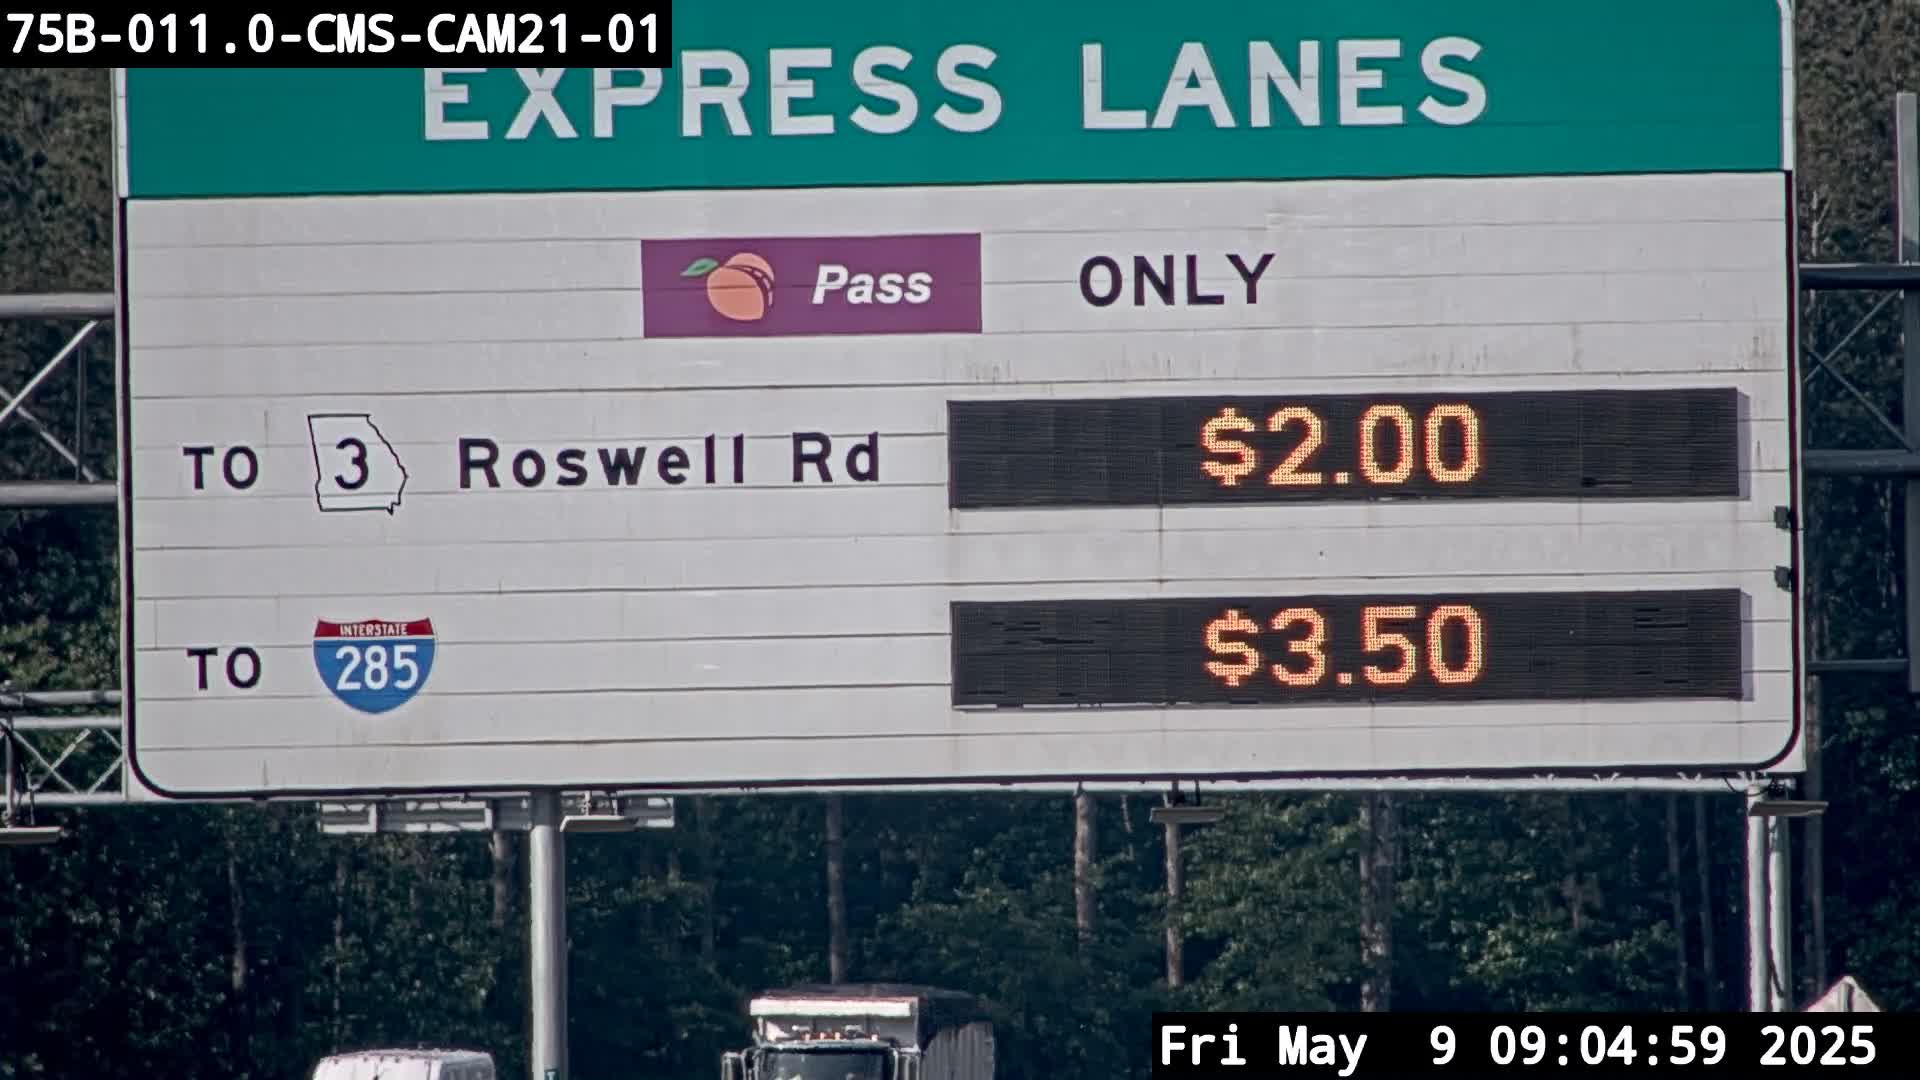 75B-011.0-CMS-CAM21-01
EXPRESS LANES
Pass ONLY
TO 3 Roswell Rd $2.00
INTERSTATE
TO 285 $3.50
Fri May 9 09:04:59 2025